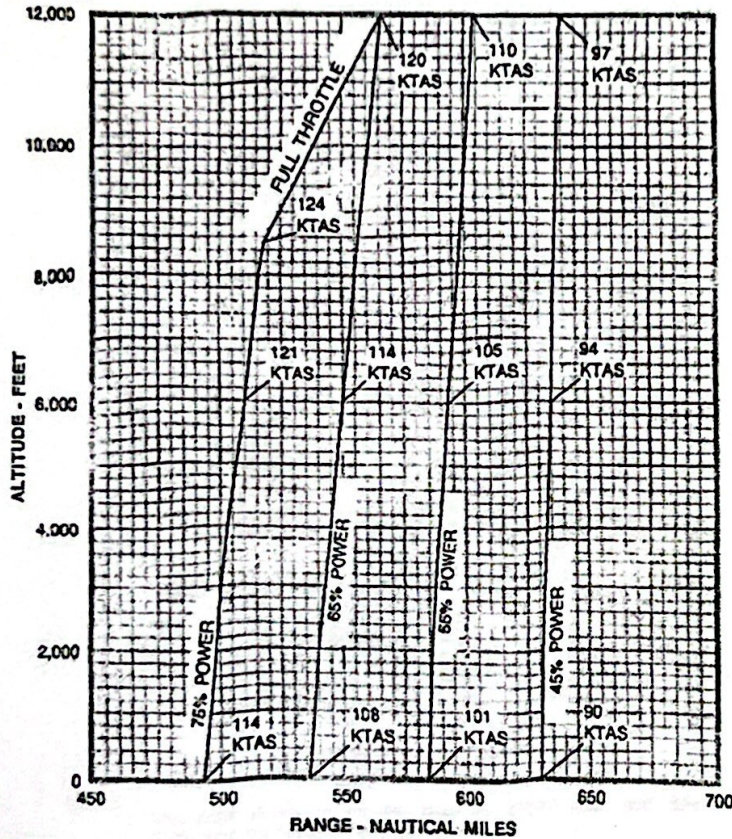 12,000
120
KTAS
110
KTAS
97
KTAS
FULL THROTTLE
10,000
124
KTAS
8,000
ALTITUDE - FEET
121
KTAS
114
KTAS
105
KTAS
94
KTAS
6,000
4,000
75% POWER
65% POWER
55% POWER
45% POWER
2,000
114
KTAS
108
KTAS
101
KTAS
90
KTAS
0
450
500
550
600
650
700
RANGE - NAUTICAL MILES